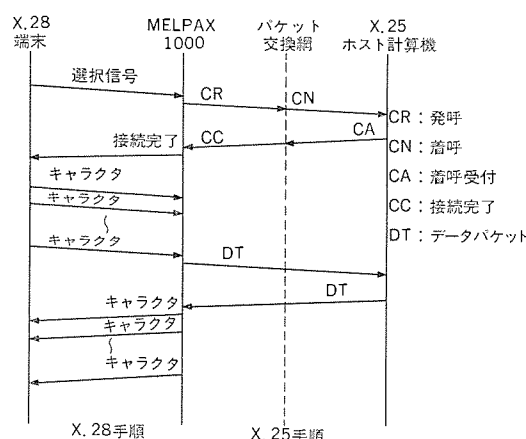 X.28
端末
MELPAX
1000
パケット
交換網
X.25
ホスト計算機
選択信号
CR
CN
CA
CC
接続完了
キャラクタ
キャラクタ
キャラクタ
DT
DT
キャラクタ
キャラクタ
キャラクタ
CR：発呼
CN：着呼
CA：着呼受付
CC：接続完了
DT：データパケット
X.28手順
X.25手順